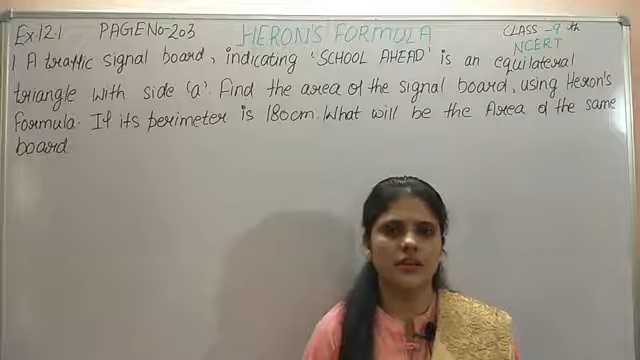 Ex 12.1 PAGE No-203 HERON'S FORMULA CLASS-9th
NCERT
1 A traffic signal board, indicating 'SCHOOL AHEAD' is an equilateral
triangle with side 'a'. Find the area of the signal board, using Heron's
Formula. If its perimeter is 180cm. What will be the Area of the same
board